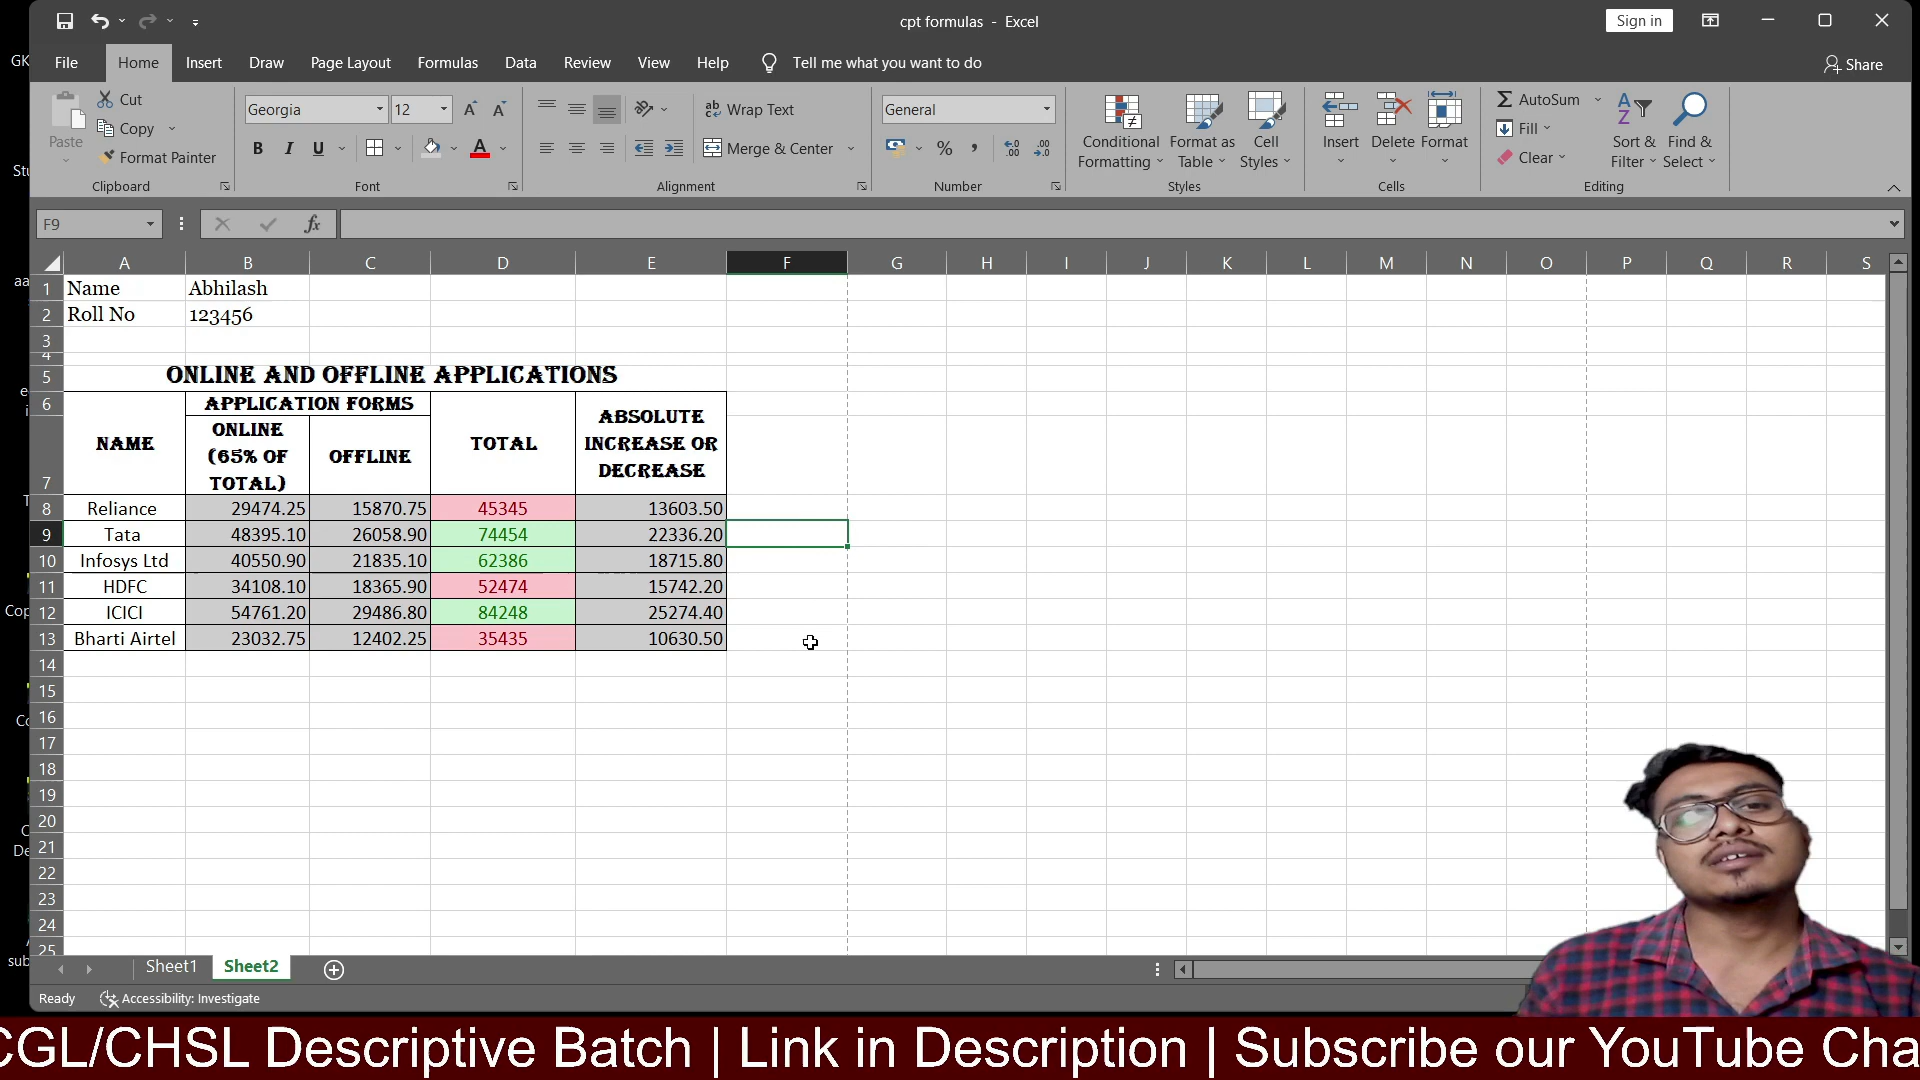 cpt formulas - Excel
Sign in
File Home Insert Draw Page Layout Formulas Data Review View Help Tell me what you want to do
Share
Paste
Cut
Copy
Format Painter
Clipboard
Georgia 12
B I U
Font
Wrap Text
Merge & Center
Alignment
General
Number
Conditional Formatting
Format as Table
Cell Styles
Styles
Insert
Delete
Format
Cells
AutoSum
Fill
Clear
Sort & Filter
Find & Select
Editing
F9
fx
A B C D E F G H I J K L M N O P Q R S
1 Name Abhilash
2 Roll No 123456
3
4
5 ONLINE AND OFFLINE APPLICATIONS
6 APPLICATION FORMS
7 NAME
ONLINE (65% OF TOTAL)
OFFLINE
TOTAL
ABSOLUTE INCREASE OR DECREASE
8 Reliance 29474.25 15870.75 45345 13603.50
9 Tata 48395.10 26058.90 74454 22336.20
10 Infosys Ltd 40550.90 21835.10 62386 18715.80
11 HDFC 34108.10 18365.90 52474 15742.20
12 ICICI 54761.20 29486.80 84248 25274.40
13 Bharti Airtel 23032.75 12402.25 35435 10630.50
14
15
16
17
18
19
20
21
22
23
24
25
Sheet1 Sheet2
Ready Accessibility: Investigate
CGL/CHSL Descriptive Batch | Link in Description | Subscribe our YouTube Cha